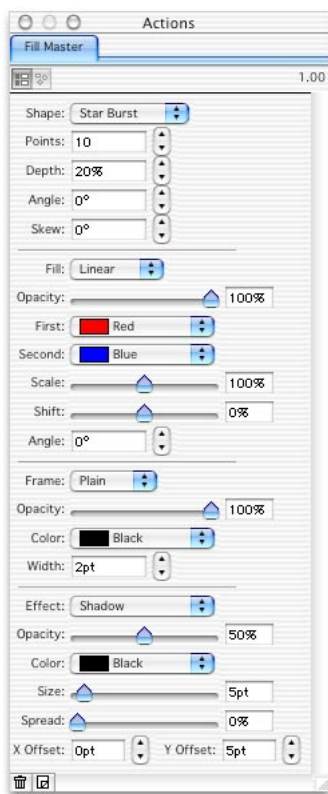 Actions
Fill Master
1.00
Shape: Star Burst
Points: 10
Depth: 20%
Angle: 0°
Skew: 0°
Fill: Linear
Opacity: 100%
First: Red
Second: Blue
Scale: 100%
Shift: 0%
Angle: 0°
Frame: Plain
Opacity: 100%
Color: Black
Width: 2pt
Effect: Shadow
Opacity: 50%
Color: Black
Size: 5pt
Spread: 0%
X Offset: 0pt Y Offset: 5pt